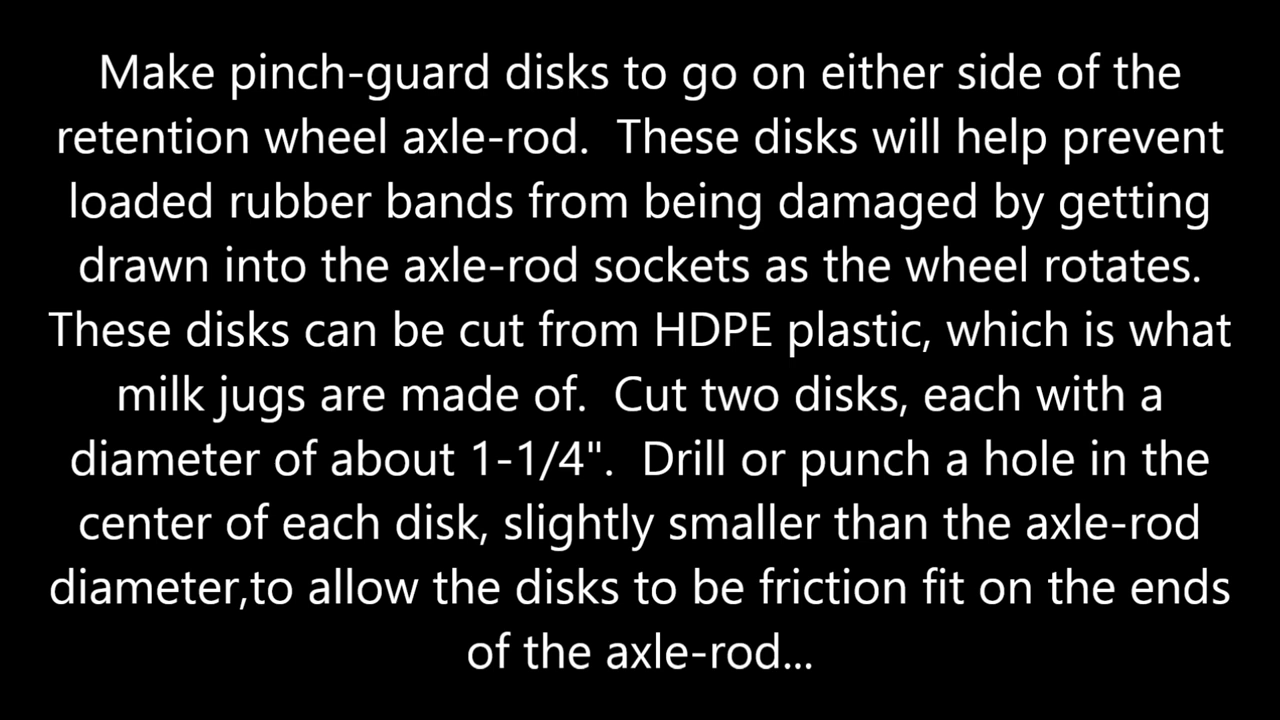 Make pinch-guard disks to go on either side of the
retention wheel axle-rod.  These disks will help prevent
loaded rubber bands from being damaged by getting
drawn into the axle-rod sockets as the wheel rotates.
These disks can be cut from HDPE plastic, which is what
milk jugs are made of.  Cut two disks, each with a
diameter of about 1-1/4".  Drill or punch a hole in the
center of each disk, slightly smaller than the axle-rod
diameter,to allow the disks to be friction fit on the ends
of the axle-rod...